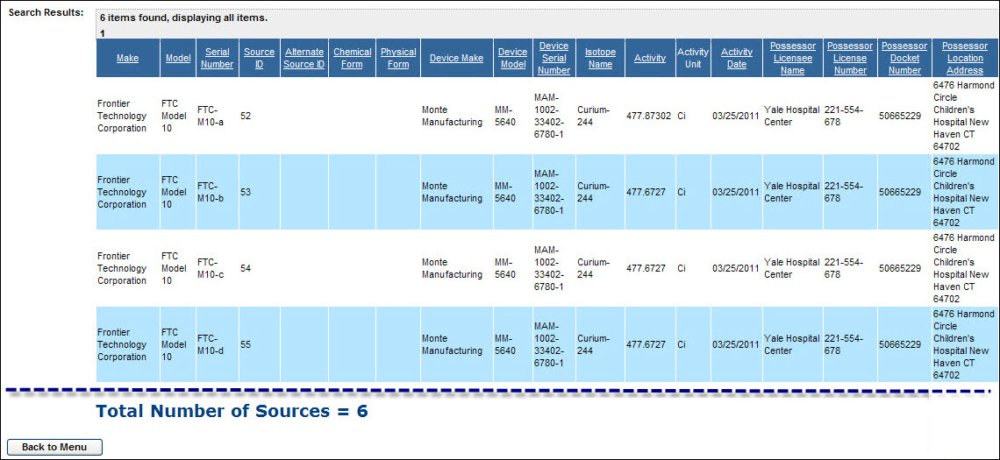 Search Results:
6 items found, displaying all items.
1
Make Model Serial Number Source ID Alternate Source ID Chemical Form Physical Form Device Make Device Model Device Serial Number Isotope Name Activity Activity Unit Activity Date Possessor Licensee Name Possessor License Number Possessor Docket Number Possessor Location Address
Frontier Technology Corporation FTC Model 10 FTC-M10-a 52 Monte Manufacturing MM-5640 MAM-1002-33402-6780-1 Curium-244 477.87302 Ci 03/25/2011 Yale Hospital Center 221-554-678 50665229 6476 Harmond Circle Children's Hospital New Haven CT 64702
Frontier Technology Corporation FTC Model 10 FTC-M10-b 53 Monte Manufacturing MM-5640 MAM-1002-33402-6780-1 Curium-244 477.6727 Ci 03/25/2011 Yale Hospital Center 221-554-678 50665229 6476 Harmond Circle Children's Hospital New Haven CT 64702
Frontier Technology Corporation FTC Model 10 FTC-M10-c 54 Monte Manufacturing MM-5640 MAM-1002-33402-6780-1 Curium-244 477.6727 Ci 03/25/2011 Yale Hospital Center 221-554-678 50665229 6476 Harmond Circle Children's Hospital New Haven CT 64702
Frontier Technology Corporation FTC Model 10 FTC-M10-d 55 Monte Manufacturing MM-5640 MAM-1002-33402-6780-1 Curium-244 477.6727 Ci 03/25/2011 Yale Hospital Center 221-554-678 50665229 6476 Harmond Circle Children's Hospital New Haven CT 64702
Total Number of Sources = 6
Back to Menu